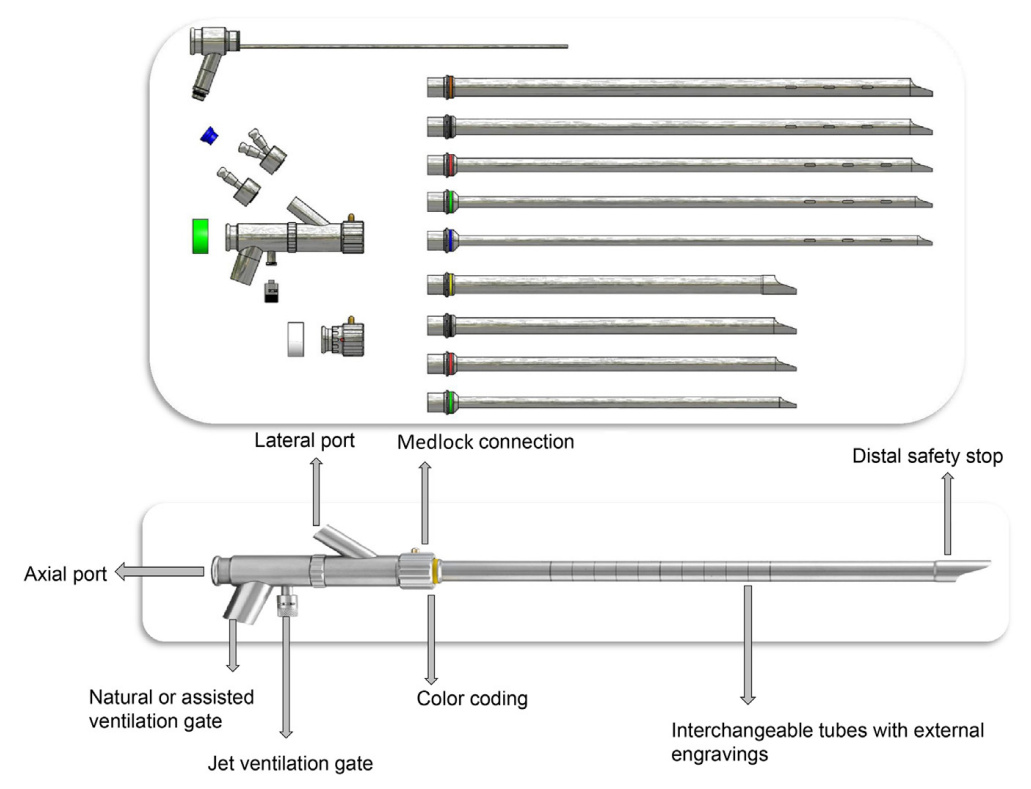 Lateral port
Medlock connection
Distal safety stop
Axial port
Natural or assisted
ventilation gate
Color coding
Interchangeable tubes with external
engravings
Jet ventilation gate